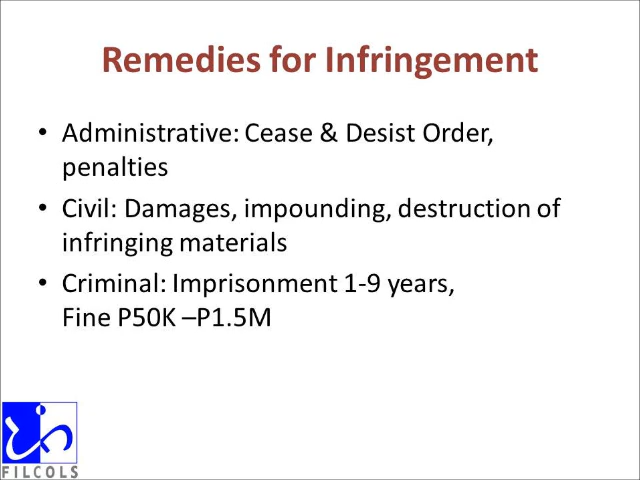 Remedies for Infringement
• Administrative: Cease & Desist Order,
penalties
• Civil: Damages, impounding, destruction of
infringing materials
• Criminal: Imprisonment 1-9 years,
Fine P50K –P1.5M
FILCOLS